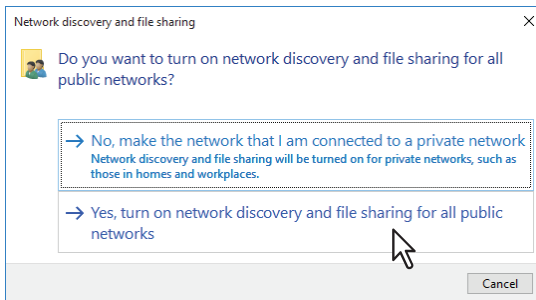 Network discovery and file sharing
Do you want to turn on network discovery and file sharing for all
public networks?
No, make the network that I am connected to a private network
Network discovery and file sharing will be turned on for private networks, such as
those in homes and workplaces.
Yes, turn on network discovery and file sharing for all public
networks
Cancel